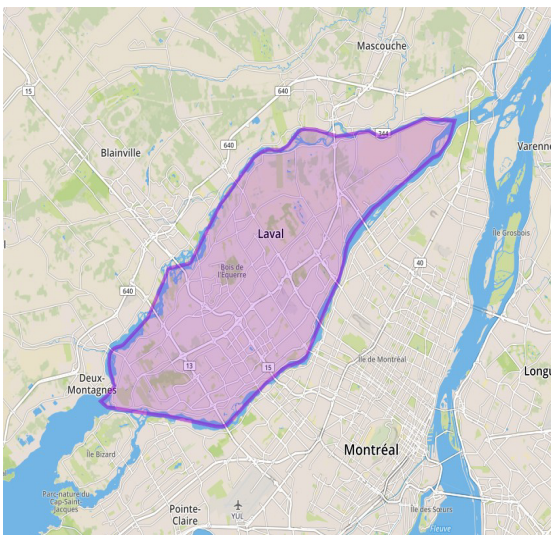 Mascouche
40
15
640
344
640
Blainville
Varenn
Laval
Île Grosbois
Bois de
l'Équerre
40
640
Île de Montréal
13
15
Longu
Deux-
Montagnes
Île Bizard
Montréal
Parc-nature du
Cap-Saint-
Jacques
Pointe-
Claire
YUL
Île des Sœurs
Fleuve